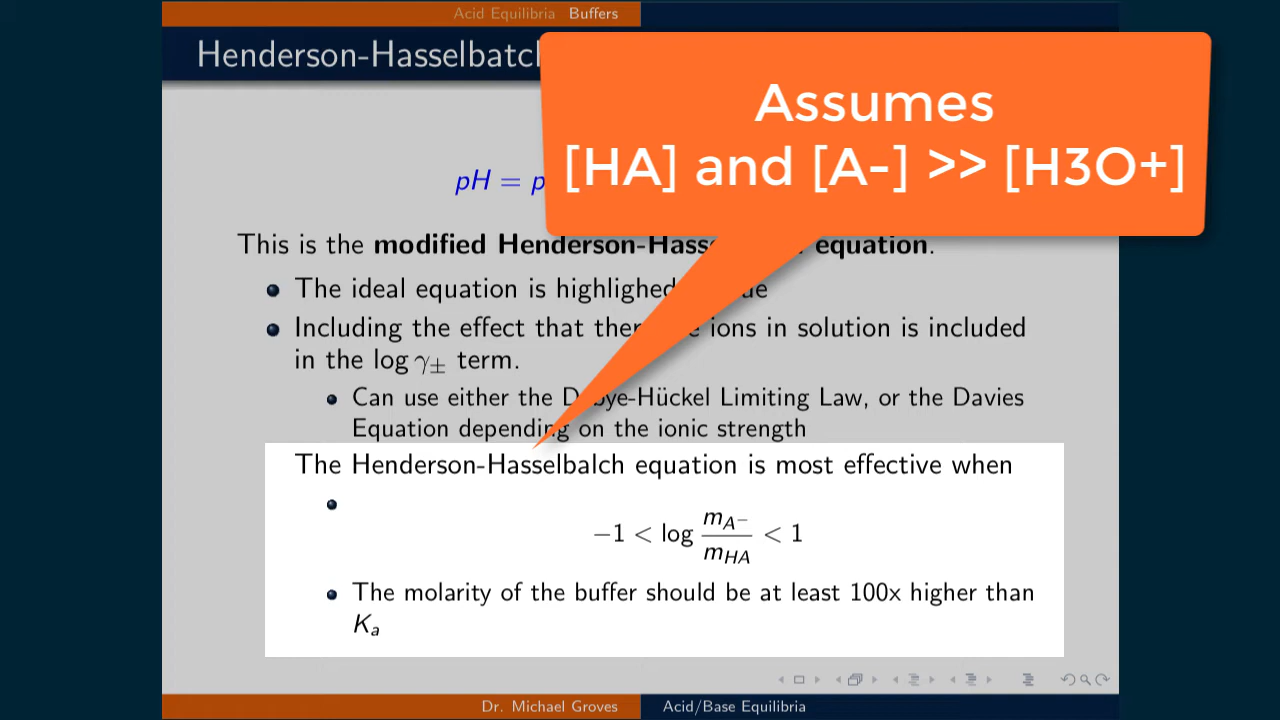 Acid Equilibria Buffers
Henderson-Hasselbatch
Assumes
[HA] and [A-] >> [H3O+]
pH = p
This is the modified Henderson-Hass equation.
The ideal equation is highlighed
Including the effect that ions in solution is included
in the log γ± term.
Can use either the Debye-Hückel Limiting Law, or the Davies
Equation depending on the ionic strength
The Henderson-Hasselbalch equation is most effective when
−1 < log m_A− / m_HA < 1
The molarity of the buffer should be at least 100x higher than
Ka
Dr. Michael Groves Acid/Base Equilibria